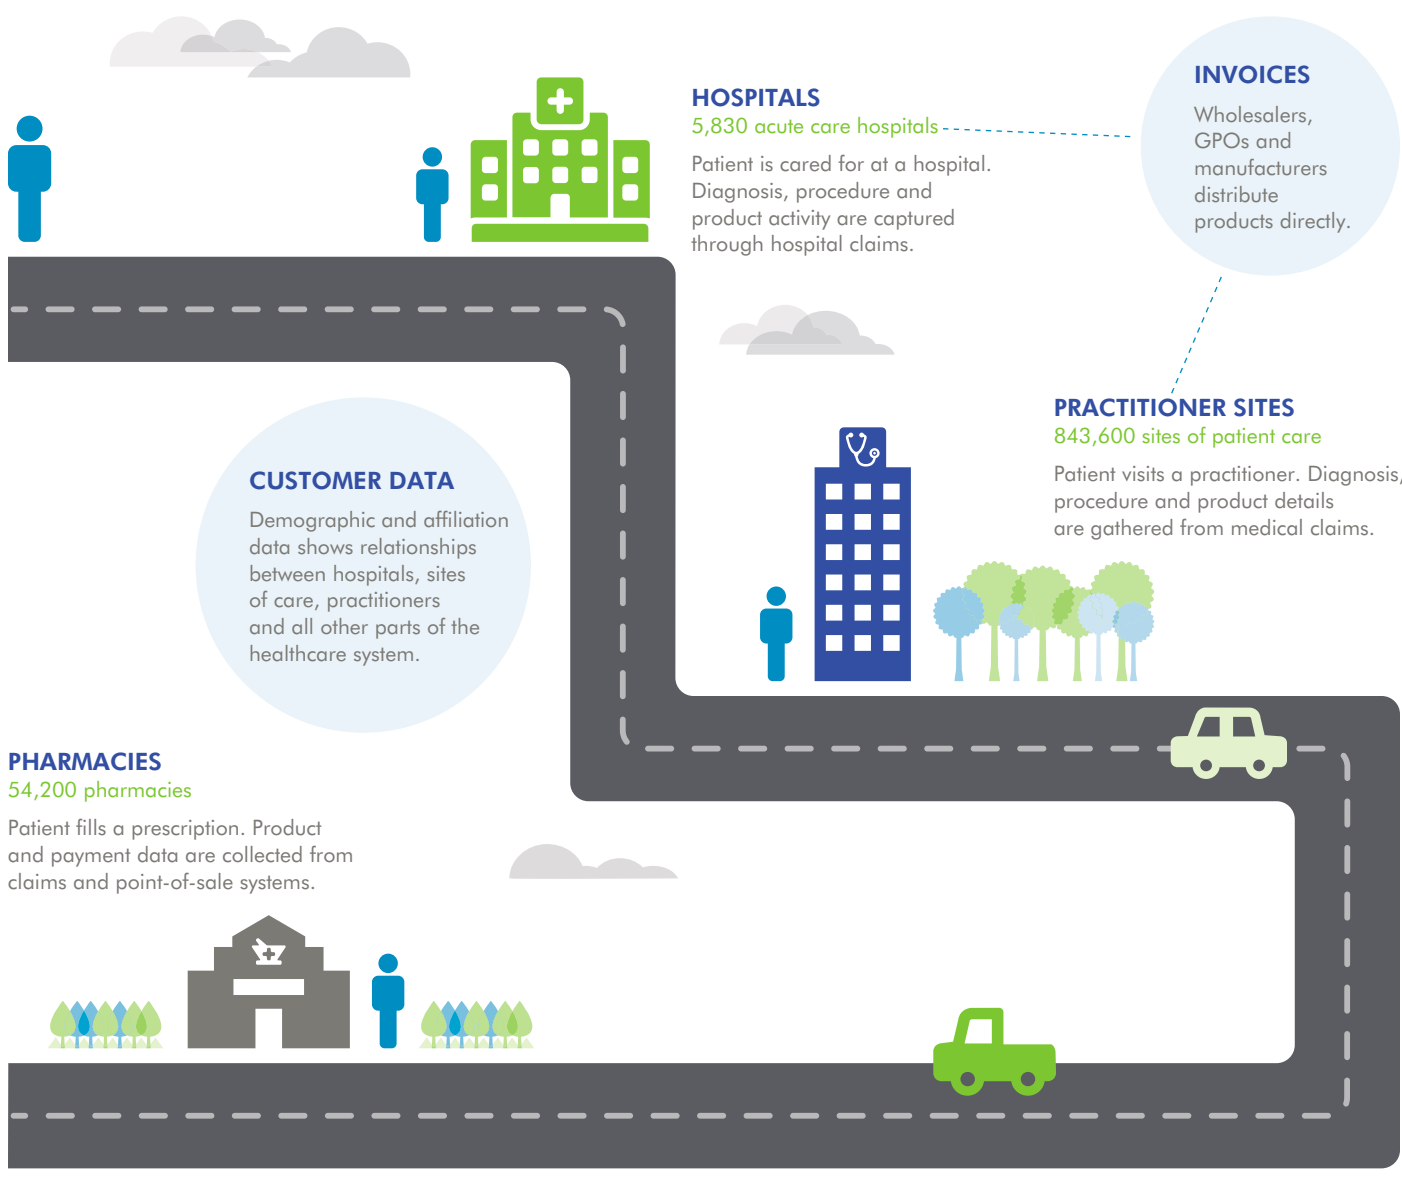 HOSPITALS
5,830 acute care hospitals
Patient is cared for at a hospital.
Diagnosis, procedure and
product activity are captured
through hospital claims.
INVOICES
Wholesalers,
GPOs and
manufacturers
distribute
products directly.
PRACTITIONER SITES
843,600 sites of patient care
Patient visits a practitioner. Diagnosis,
procedure and product details
are gathered from medical claims.
CUSTOMER DATA
Demographic and affiliation
data shows relationships
between hospitals, sites
of care, practitioners
and all other parts of the
healthcare system.
PHARMACIES
54,200 pharmacies
Patient fills a prescription. Product
and payment data are collected from
claims and point-of-sale systems.